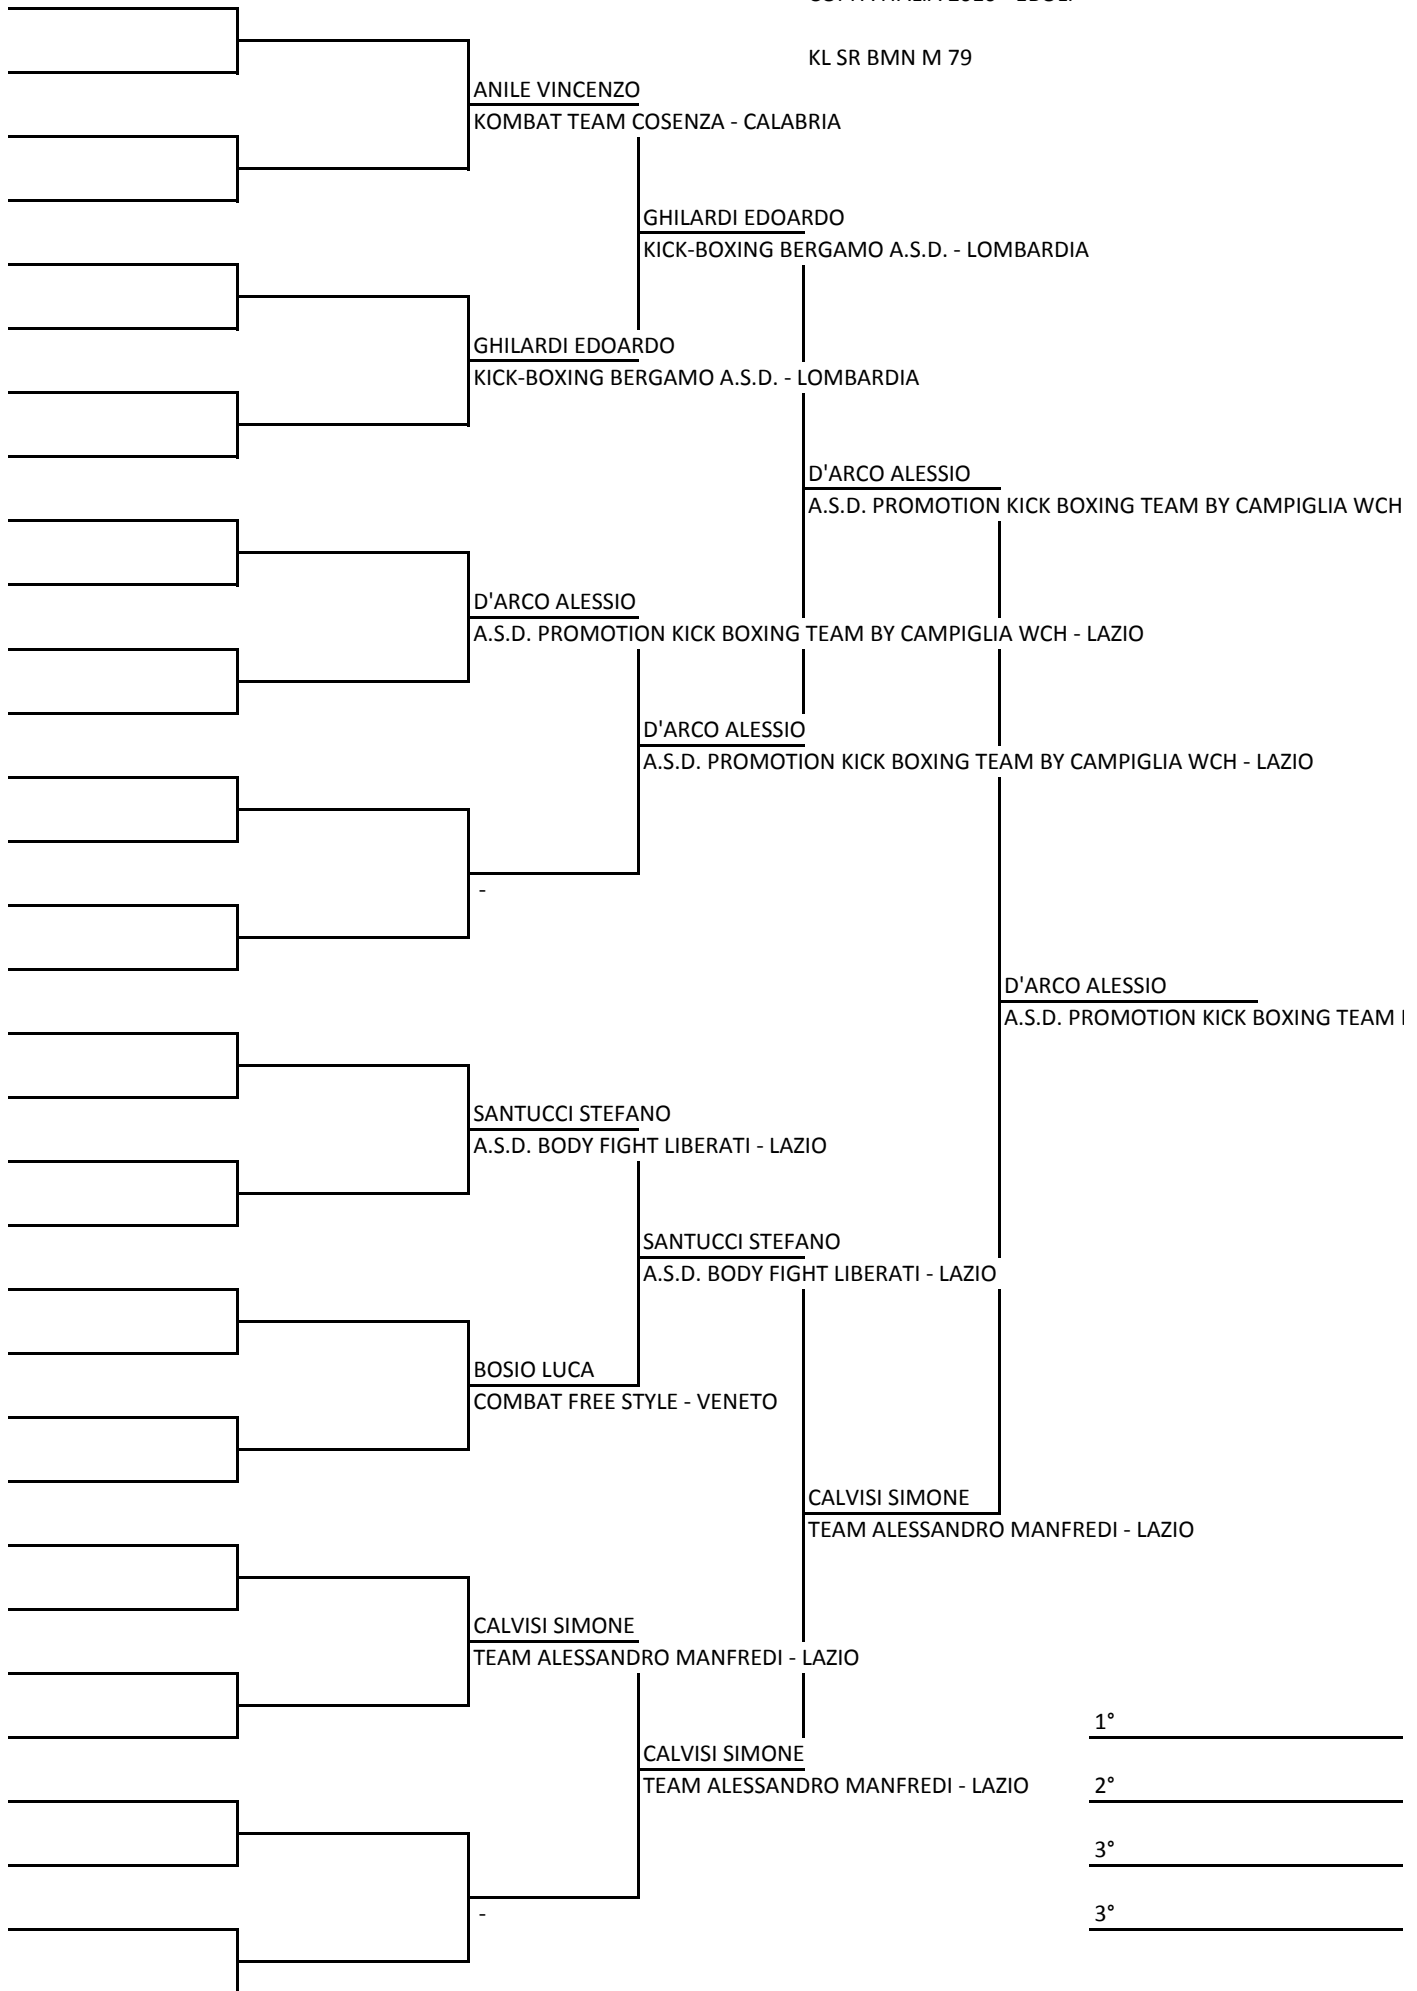 KL SR BMN M 79
ANILE VINCENZO
KOMBAT TEAM COSENZA - CALABRIA
GHILARDI EDOARDO
KICK-BOXING BERGAMO A.S.D. - LOMBARDIA
GHILARDI EDOARDO
KICK-BOXING BERGAMO A.S.D. - LOMBARDIA
D'ARCO ALESSIO
A.S.D. PROMOTION KICK BOXING TEAM BY CAMPIGLIA WCH
D'ARCO ALESSIO
A.S.D. PROMOTION KICK BOXING TEAM BY CAMPIGLIA WCH - LAZIO
D'ARCO ALESSIO
A.S.D. PROMOTION KICK BOXING TEAM BY CAMPIGLIA WCH - LAZIO
-
D'ARCO ALESSIO
A.S.D. PROMOTION KICK BOXING TEAM
SANTUCCI STEFANO
A.S.D. BODY FIGHT LIBERATI - LAZIO
SANTUCCI STEFANO
A.S.D. BODY FIGHT LIBERATI - LAZIO
BOSIO LUCA
COMBAT FREE STYLE - VENETO
CALVISI SIMONE
TEAM ALESSANDRO MANFREDI - LAZIO
CALVISI SIMONE
TEAM ALESSANDRO MANFREDI - LAZIO
1°
CALVISI SIMONE
TEAM ALESSANDRO MANFREDI - LAZIO
2°
3°
3°
-